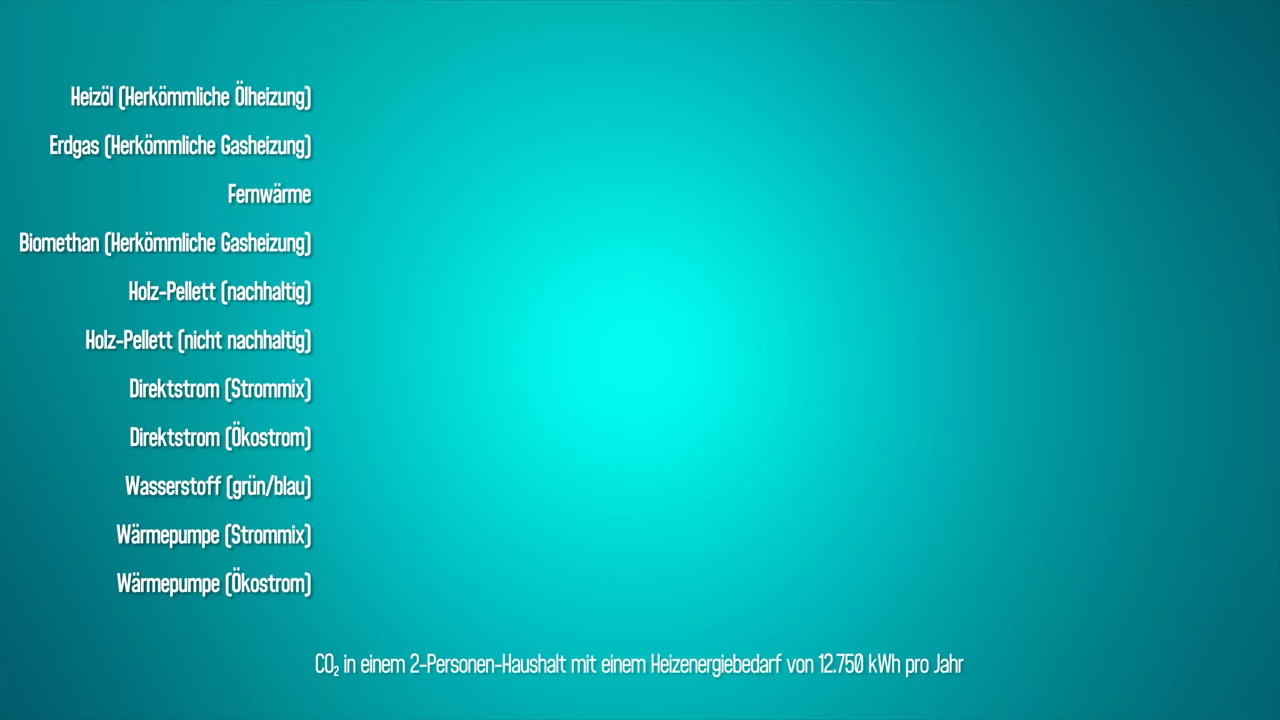 Heizöl (Herkömmliche Ölheizung)
Erdgas (Herkömmliche Gasheizung)
Fernwärme
Biomethan (Herkömmliche Gasheizung)
Holz-Pellett (nachhaltig)
Holz-Pellett (nicht nachhaltig)
Direktstrom (Strommix)
Direktstrom (Ökostrom)
Wasserstoff (grün/blau)
Wärmepumpe (Strommix)
Wärmepumpe (Ökostrom)
CO₂ in einem 2-Personen-Haushalt mit einem Heizenergiebedarf von 12.750 kWh pro Jahr